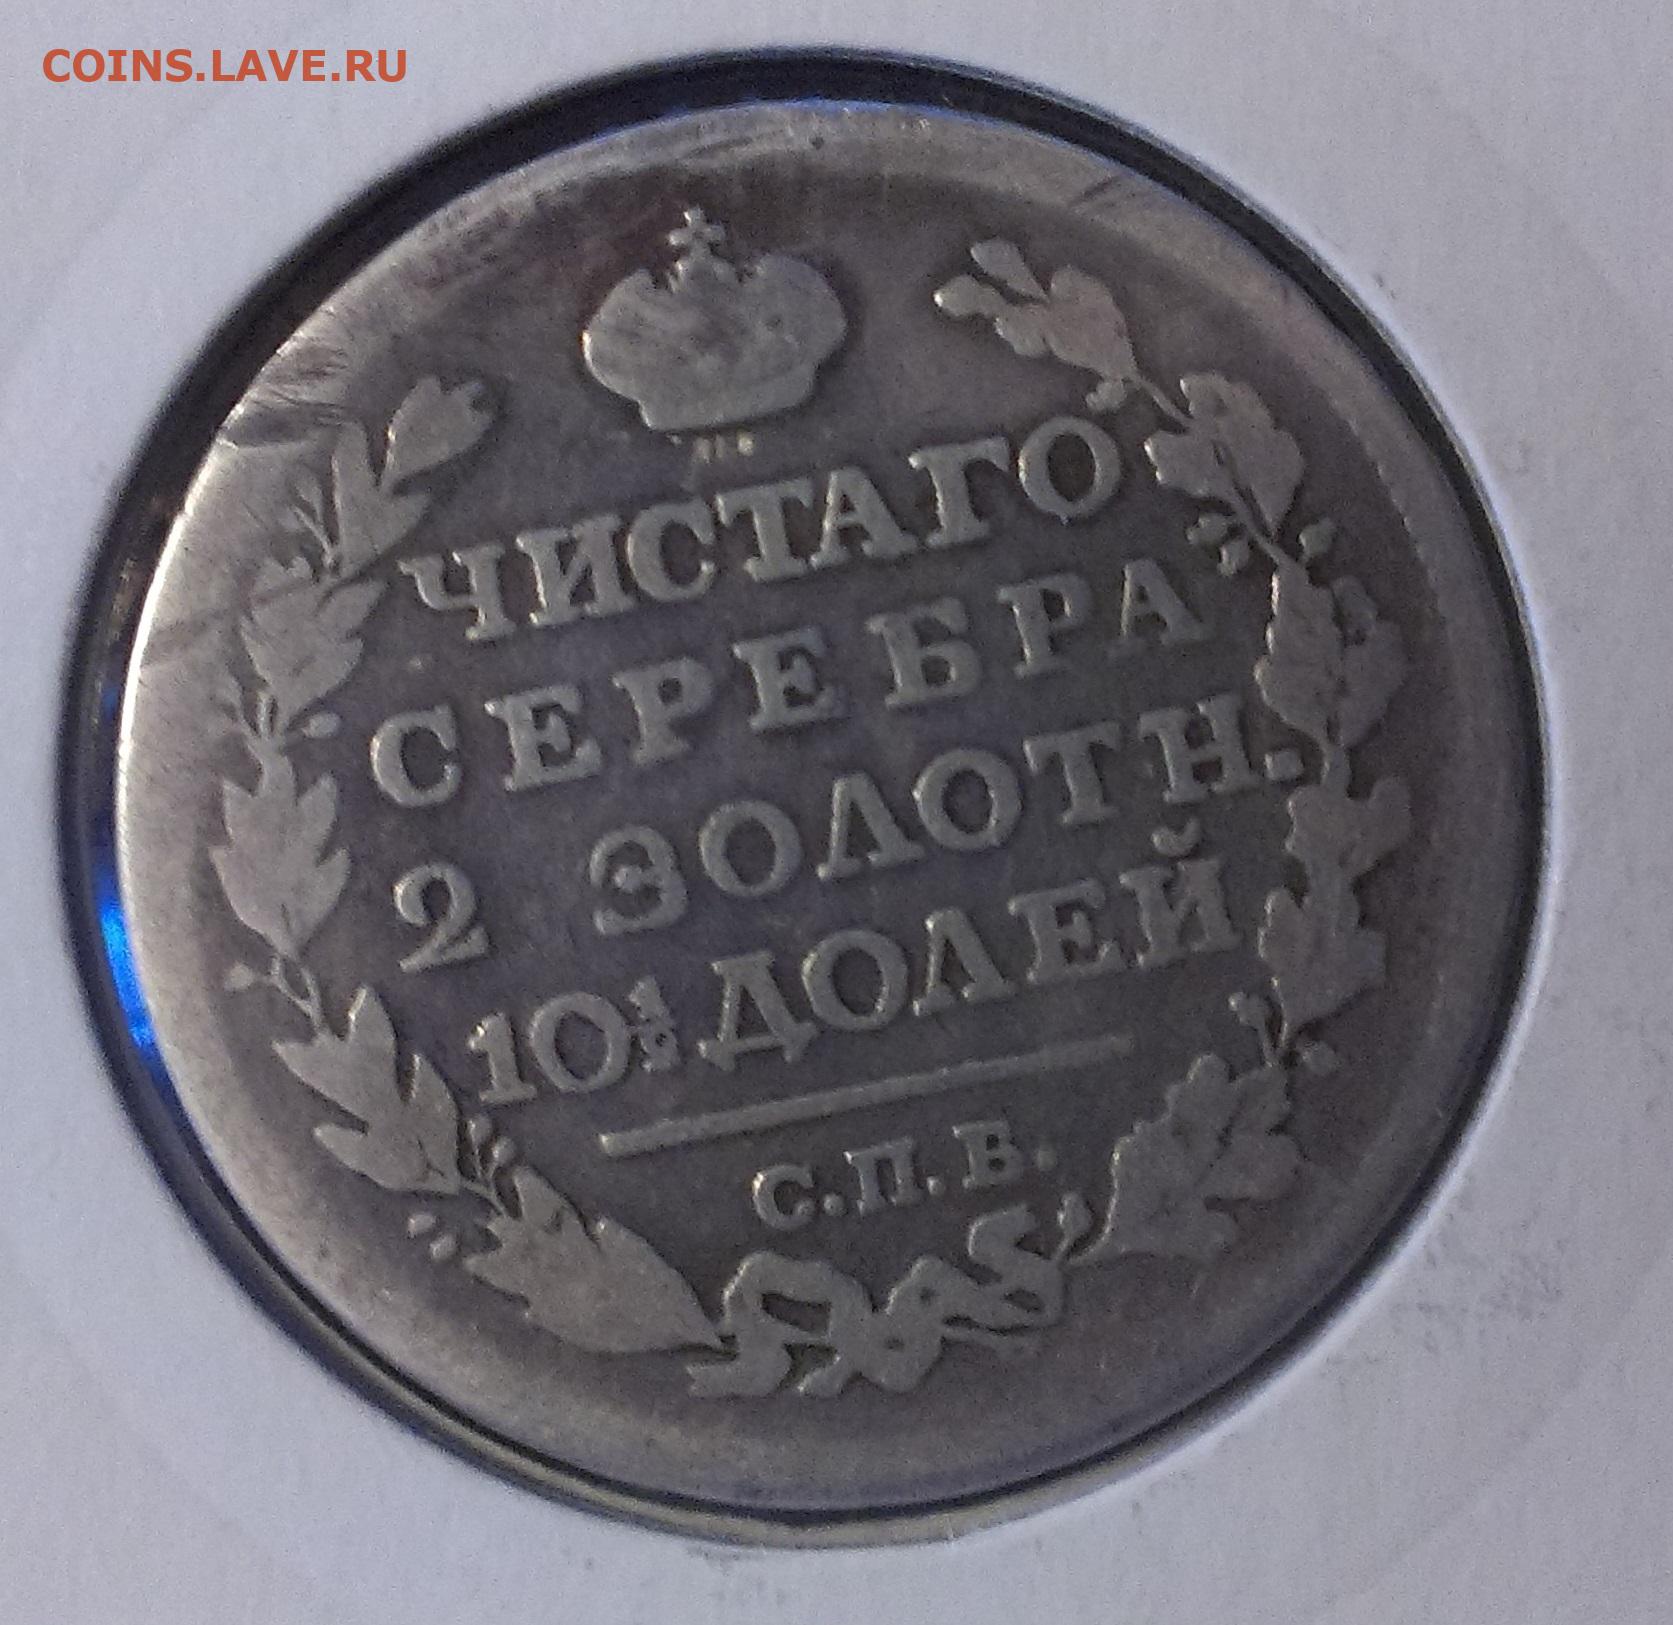 COINS.LAVE.RU
ЧИСТАГО
СЕРЕБРА
2 ЗОЛОТН.
10½ ДОЛЕЙ
С.П.Б.